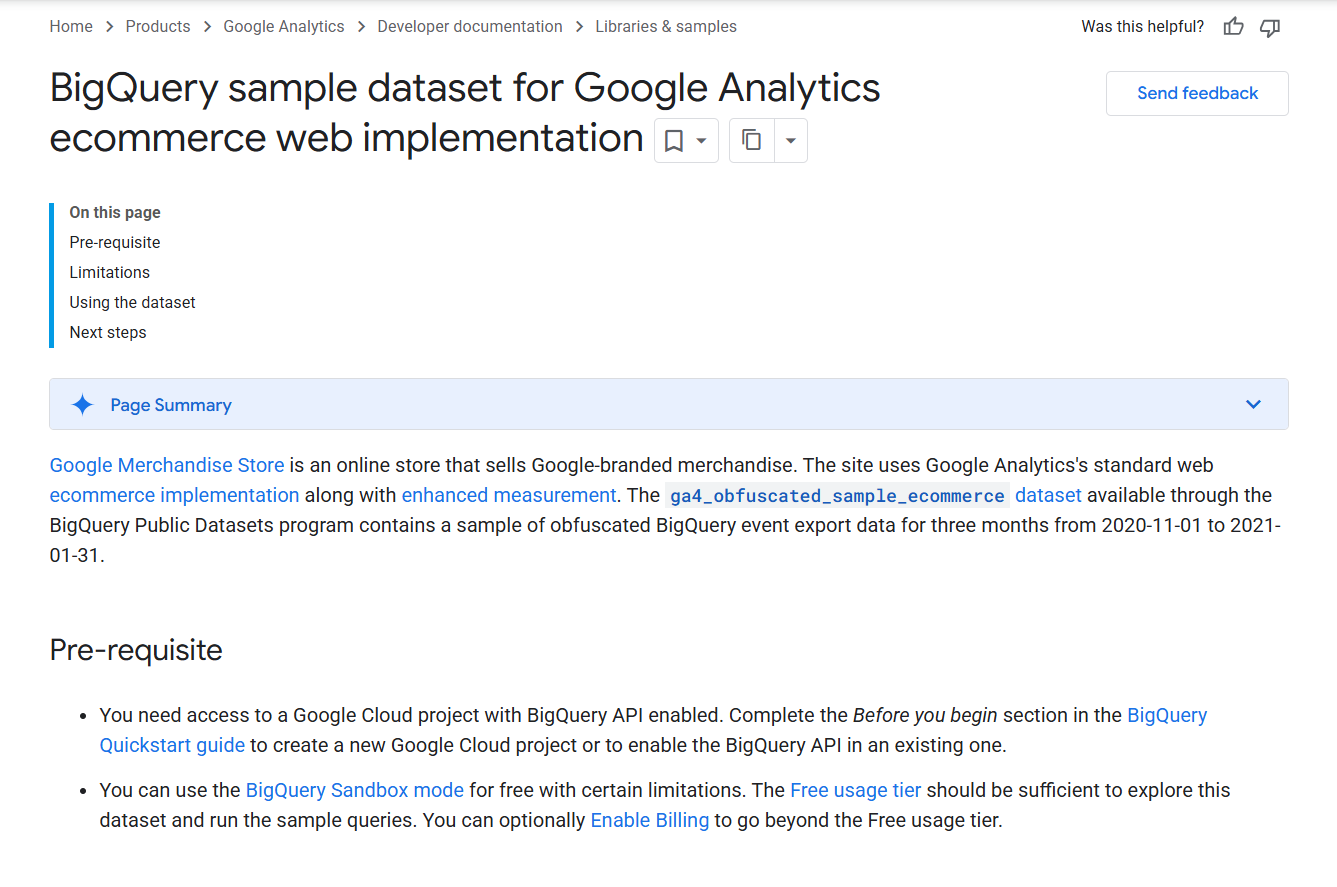 Home > Products > Google Analytics > Developer documentation > Libraries & samples
Was this helpful?
BigQuery sample dataset for Google Analytics
ecommerce web implementation
Send feedback
On this page
Pre-requisite
Limitations
Using the dataset
Next steps
Page Summary
Google Merchandise Store is an online store that sells Google-branded merchandise. The site uses Google Analytics's standard web
ecommerce implementation along with enhanced measurement. The ga4_obfuscated_sample_ecommerce dataset available through the
BigQuery Public Datasets program contains a sample of obfuscated BigQuery event export data for three months from 2020-11-01 to 2021-
01-31.
Pre-requisite
• You need access to a Google Cloud project with BigQuery API enabled. Complete the Before you begin section in the BigQuery
Quickstart guide to create a new Google Cloud project or to enable the BigQuery API in an existing one.
• You can use the BigQuery Sandbox mode for free with certain limitations. The Free usage tier should be sufficient to explore this
dataset and run the sample queries. You can optionally Enable Billing to go beyond the Free usage tier.